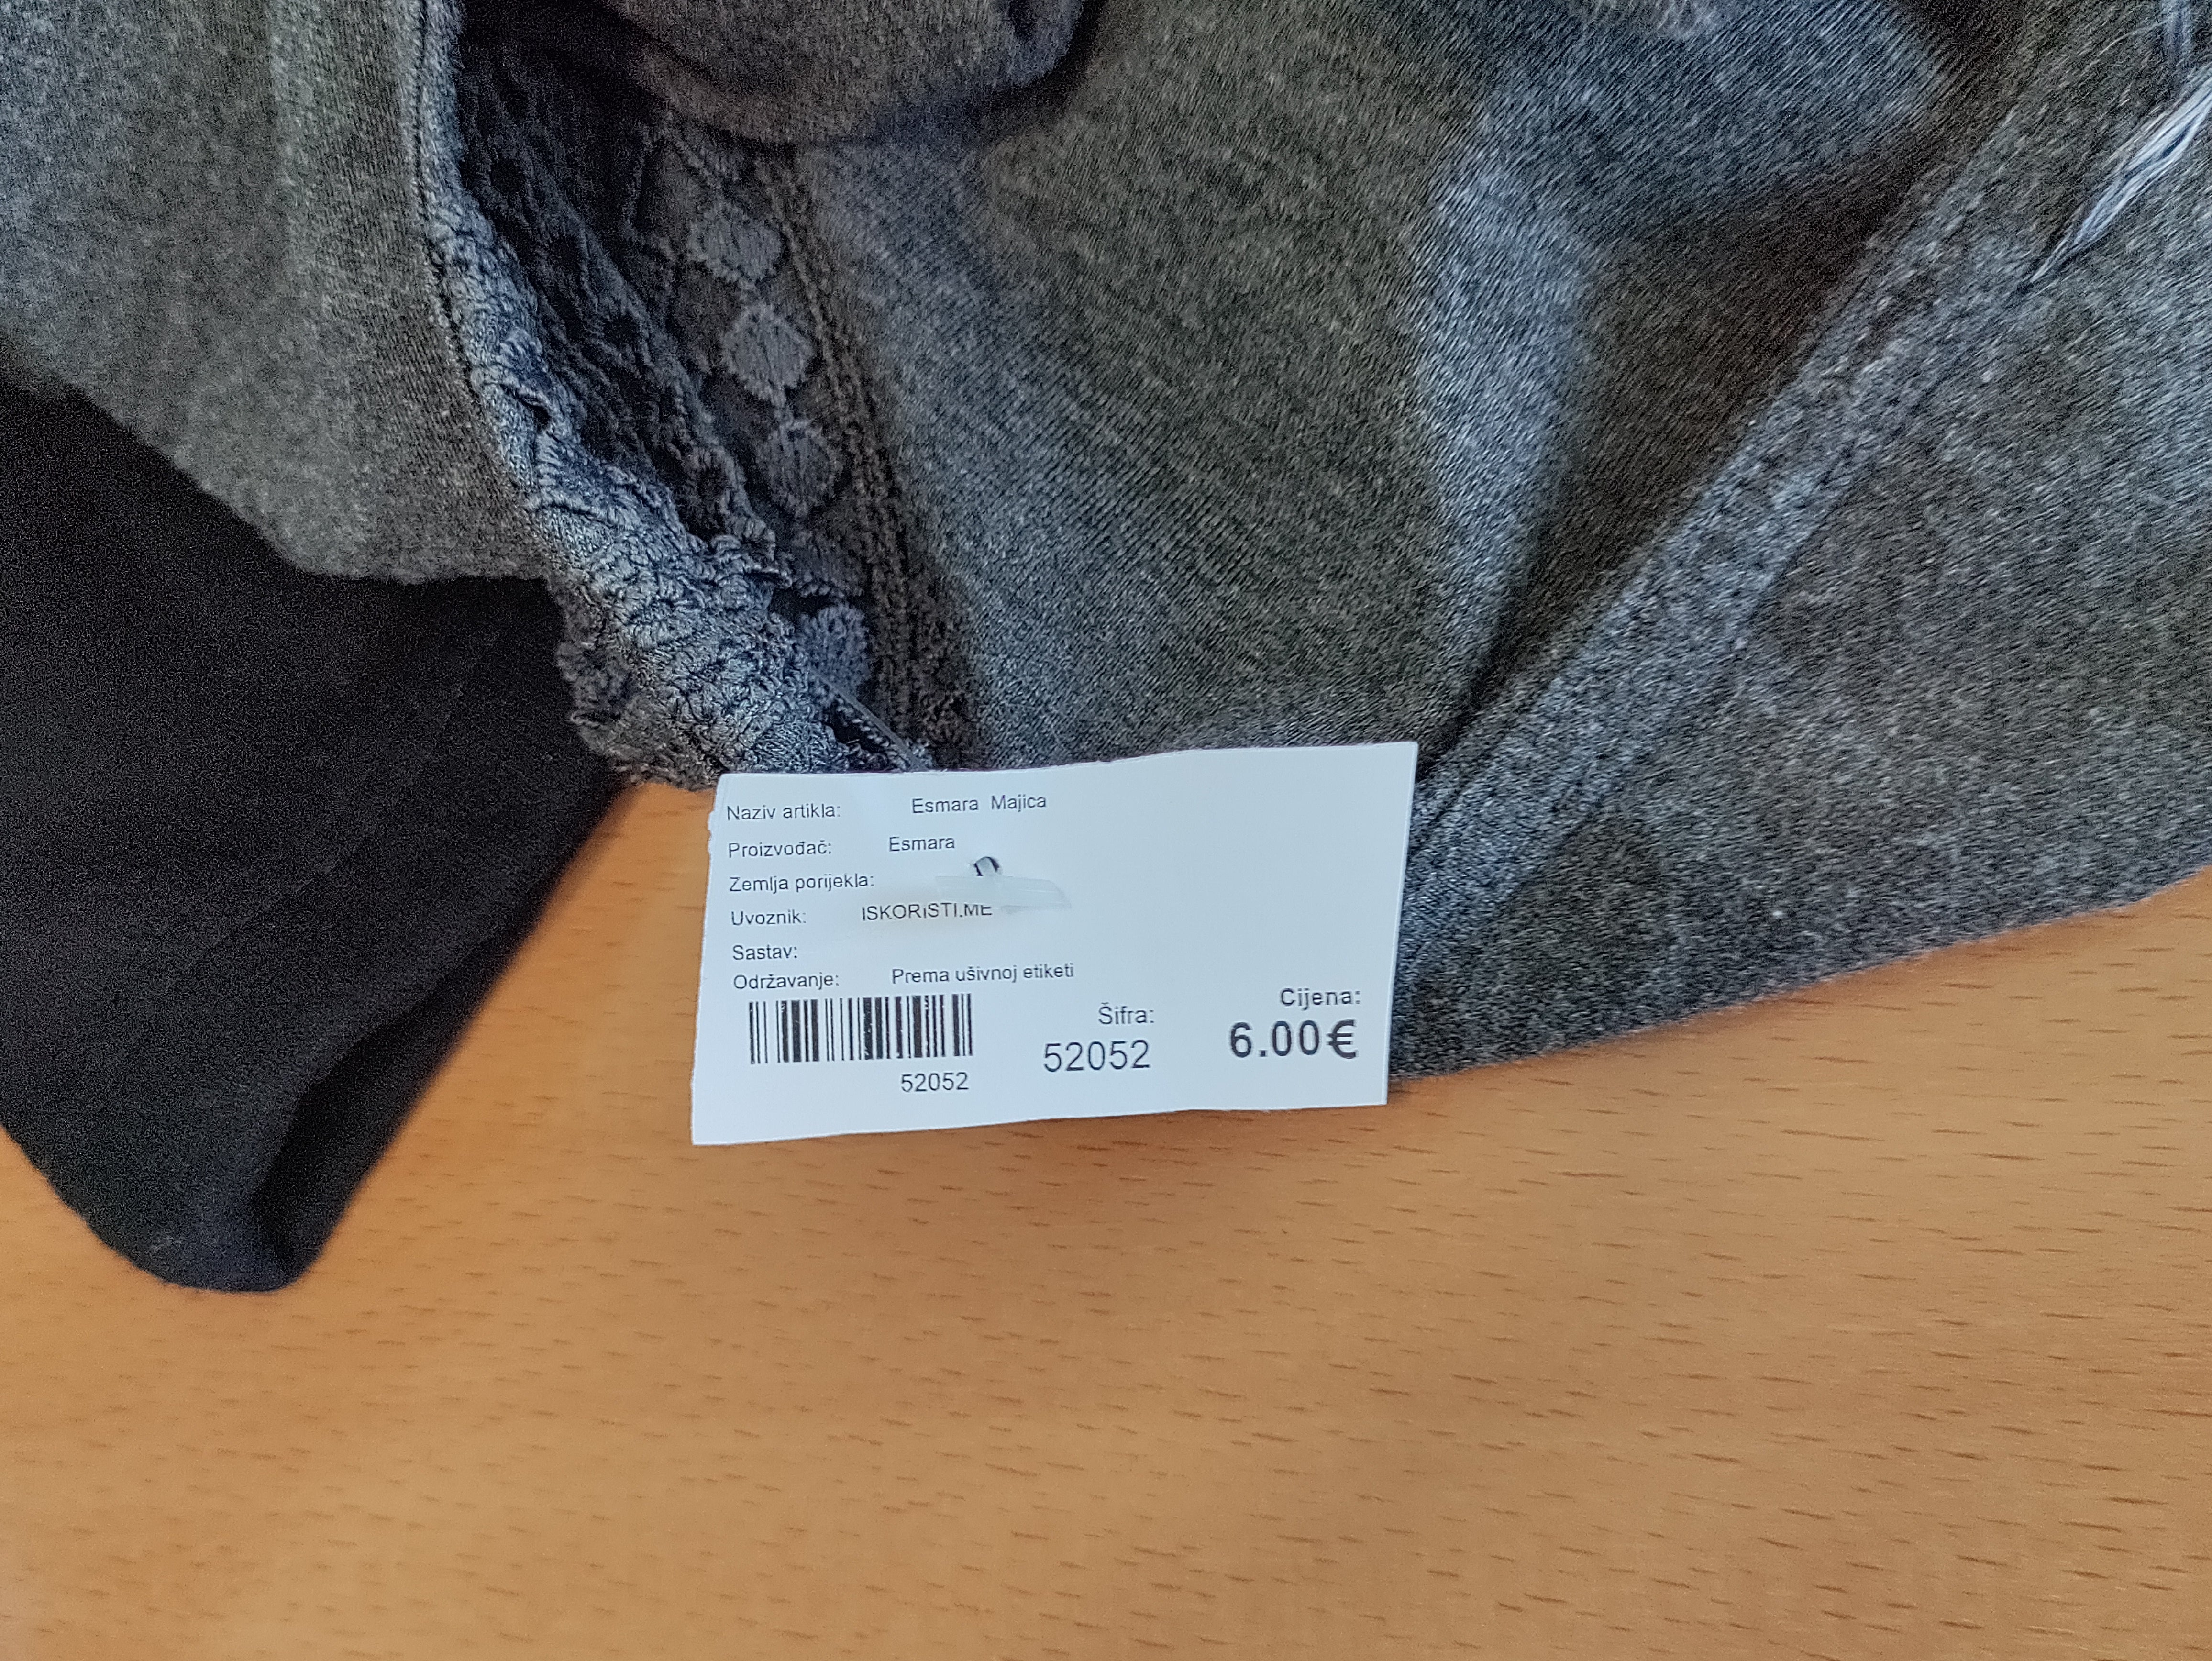 Naziv artikla: Esmara Majica
Proizvođač: Esmara
Zemlja porijekla:
Uvoznik: ISKORISTI.ME
Sastav:
Održavanje: Prema ušivnoj etiketi
52052
Šifra:
52052
Cijena:
6.00€